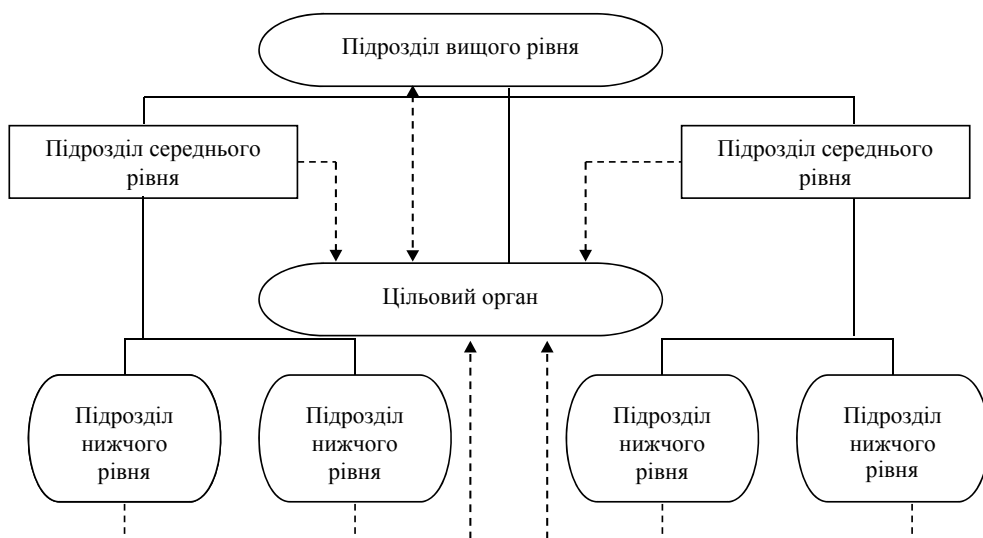 Підрозділ вищого рівня
Підрозділ середнього
рівня
Підрозділ середнього
рівня
Цільовий орган
Підрозділ
нижчого
рівня
Підрозділ
нижчого
рівня
Підрозділ
нижчого
рівня
Підрозділ
нижчого
рівня